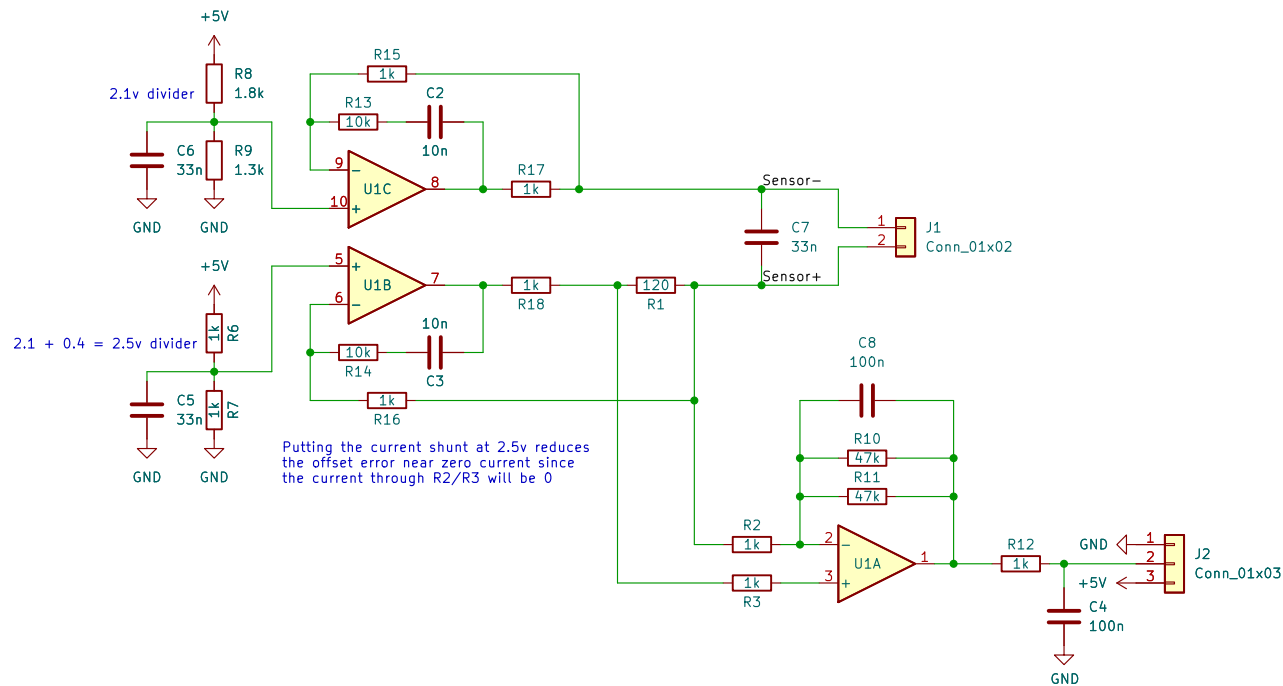 +5V
R8
1.8k
2.1v divider
C6
33n
R9
1.3k
GND
GND
R15
1k
R13
10k
C2
10n
9
10
U1C
8
R17
1k
Sensor-
C7
33n
1
2
J1
Conn_01x02
Sensor+
+5V
R6
1k
2.1 + 0.4 = 2.5v divider
C5
33n
R7
1k
GND
GND
5
6
U1B
7
R18
1k
R1
120
10n
C3
R14
10k
R16
1k
Putting the current shunt at 2.5v reduces
the offset error near zero current since
the current through R2/R3 will be 0
C8
100n
R10
47k
R11
47k
R2
1k
R3
1k
2
3
U1A
1
R12
1k
GND
+5V
1
2
3
J2
Conn_01x03
C4
100n
GND